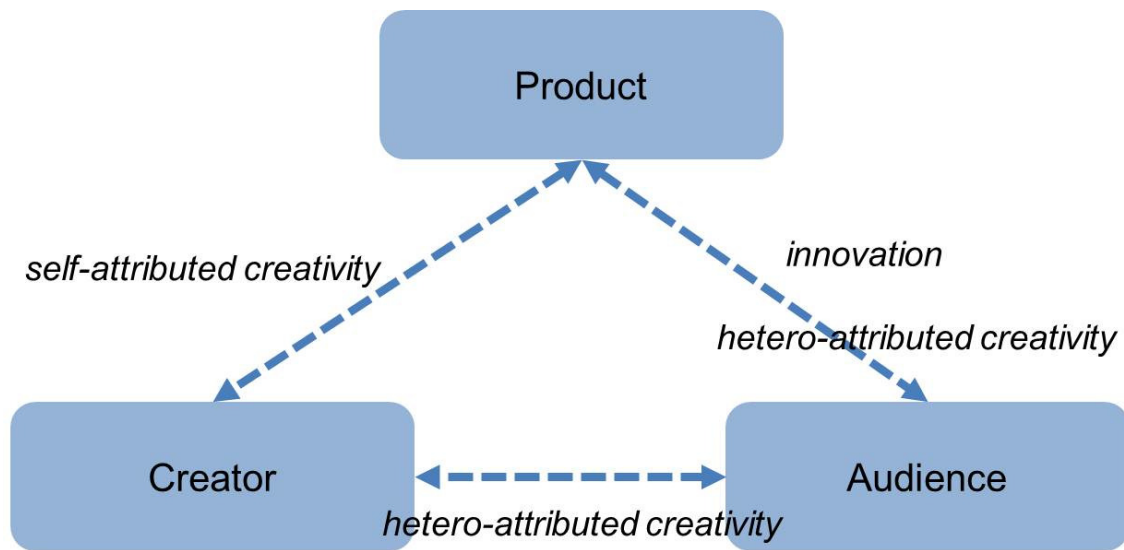 Product
self-attributed creativity
innovation
hetero-attributed creativity
Creator
Audience
hetero-attributed creativity